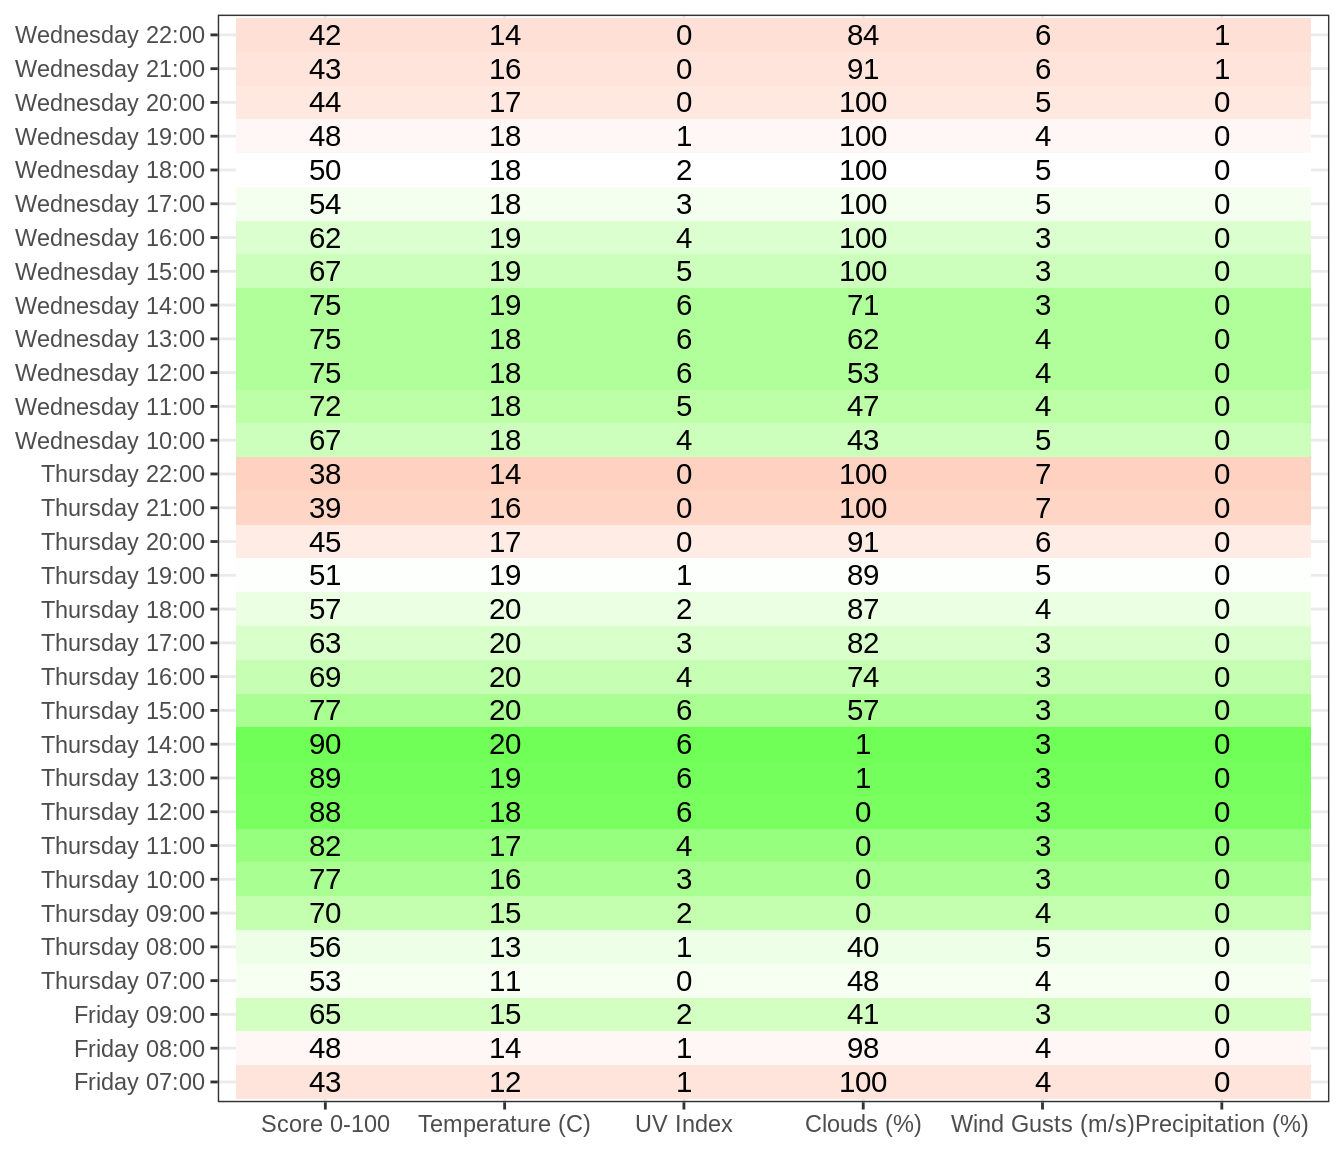 Wednesday 22:00 42 14 0 84 6 1
Wednesday 21:00 43 16 0 91 6 1
Wednesday 20:00 44 17 0 100 5 0
Wednesday 19:00 48 18 1 100 4 0
Wednesday 18:00 50 18 2 100 5 0
Wednesday 17:00 54 18 3 100 5 0
Wednesday 16:00 62 19 4 100 3 0
Wednesday 15:00 67 19 5 100 3 0
Wednesday 14:00 75 19 6 71 3 0
Wednesday 13:00 75 18 6 62 4 0
Wednesday 12:00 75 18 6 53 4 0
Wednesday 11:00 72 18 5 47 4 0
Wednesday 10:00 67 18 4 43 5 0
Thursday 22:00 38 14 0 100 7 0
Thursday 21:00 39 16 0 100 7 0
Thursday 20:00 45 17 0 91 6 0
Thursday 19:00 51 19 1 89 5 0
Thursday 18:00 57 20 2 87 4 0
Thursday 17:00 63 20 3 82 3 0
Thursday 16:00 69 20 4 74 3 0
Thursday 15:00 77 20 6 57 3 0
Thursday 14:00 90 20 6 1 3 0
Thursday 13:00 89 19 6 1 3 0
Thursday 12:00 88 18 6 0 3 0
Thursday 11:00 82 17 4 0 3 0
Thursday 10:00 77 16 3 0 3 0
Thursday 09:00 70 15 2 0 4 0
Thursday 08:00 56 13 1 40 5 0
Thursday 07:00 53 11 0 48 4 0
Friday 09:00 65 15 2 41 3 0
Friday 08:00 48 14 1 98 4 0
Friday 07:00 43 12 1 100 4 0
Score 0-100 Temperature (C) UV Index Clouds (%) Wind Gusts (m/s) Precipitation (%)